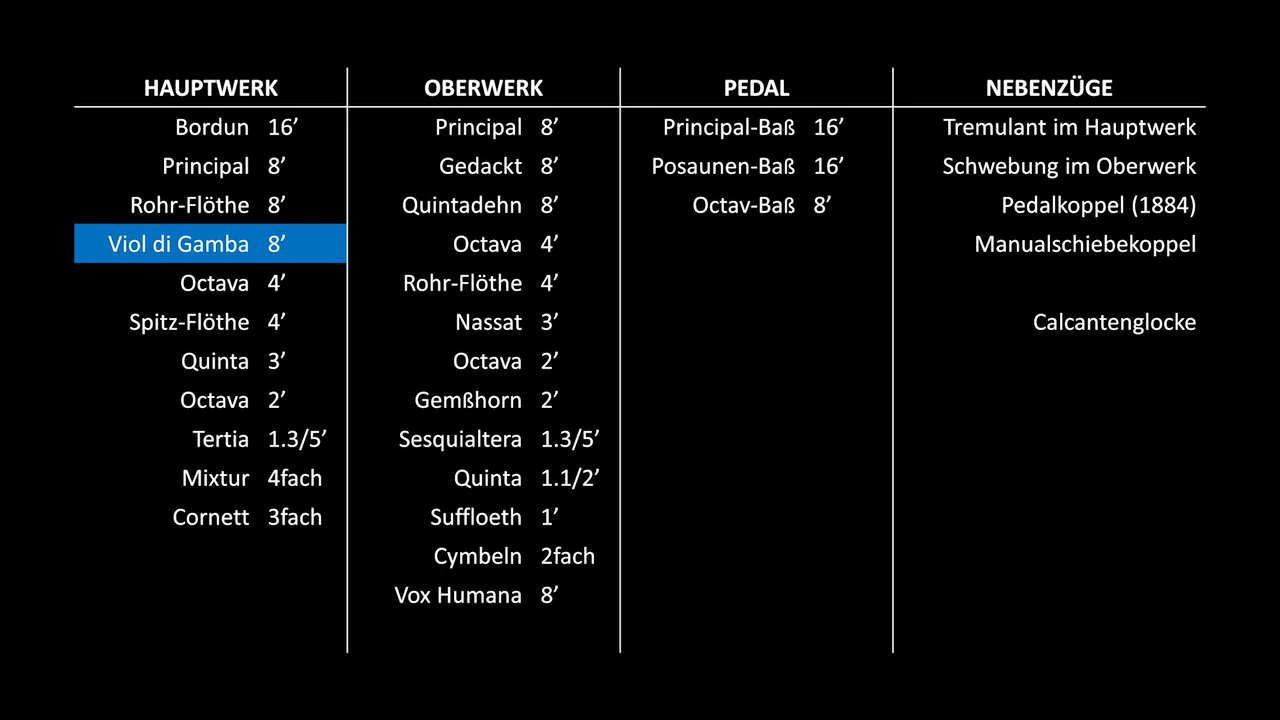 HAUPTWERK OBERWERK PEDAL NEBENZÜGE
Bordun 16’ Principal 8’ Principal-Baß 16’ Tremulant im Hauptwerk
Principal 8’ Gedackt 8’ Posaunen-Baß 16’ Schwebung im Oberwerk
Rohr-Flöthe 8’ Quintadehn 8’ Octav-Baß 8’ Pedalkoppel (1884)
Viol di Gamba 8’ Octava 4’ Manualschiebekoppel
Octava 4’ Rohr-Flöthe 4’
Spitz-Flöthe 4’ Nassat 3’ Calcantenglocke
Quinta 3’ Octava 2’
Octava 2’ Gemßhorn 2’
Tertia 1.3/5’ Sesquialtera 1.3/5’
Mixtur 4fach Quinta 1.1/2’
Cornett 3fach Suffloeth 1’
Cymbeln 2fach
Vox Humana 8’